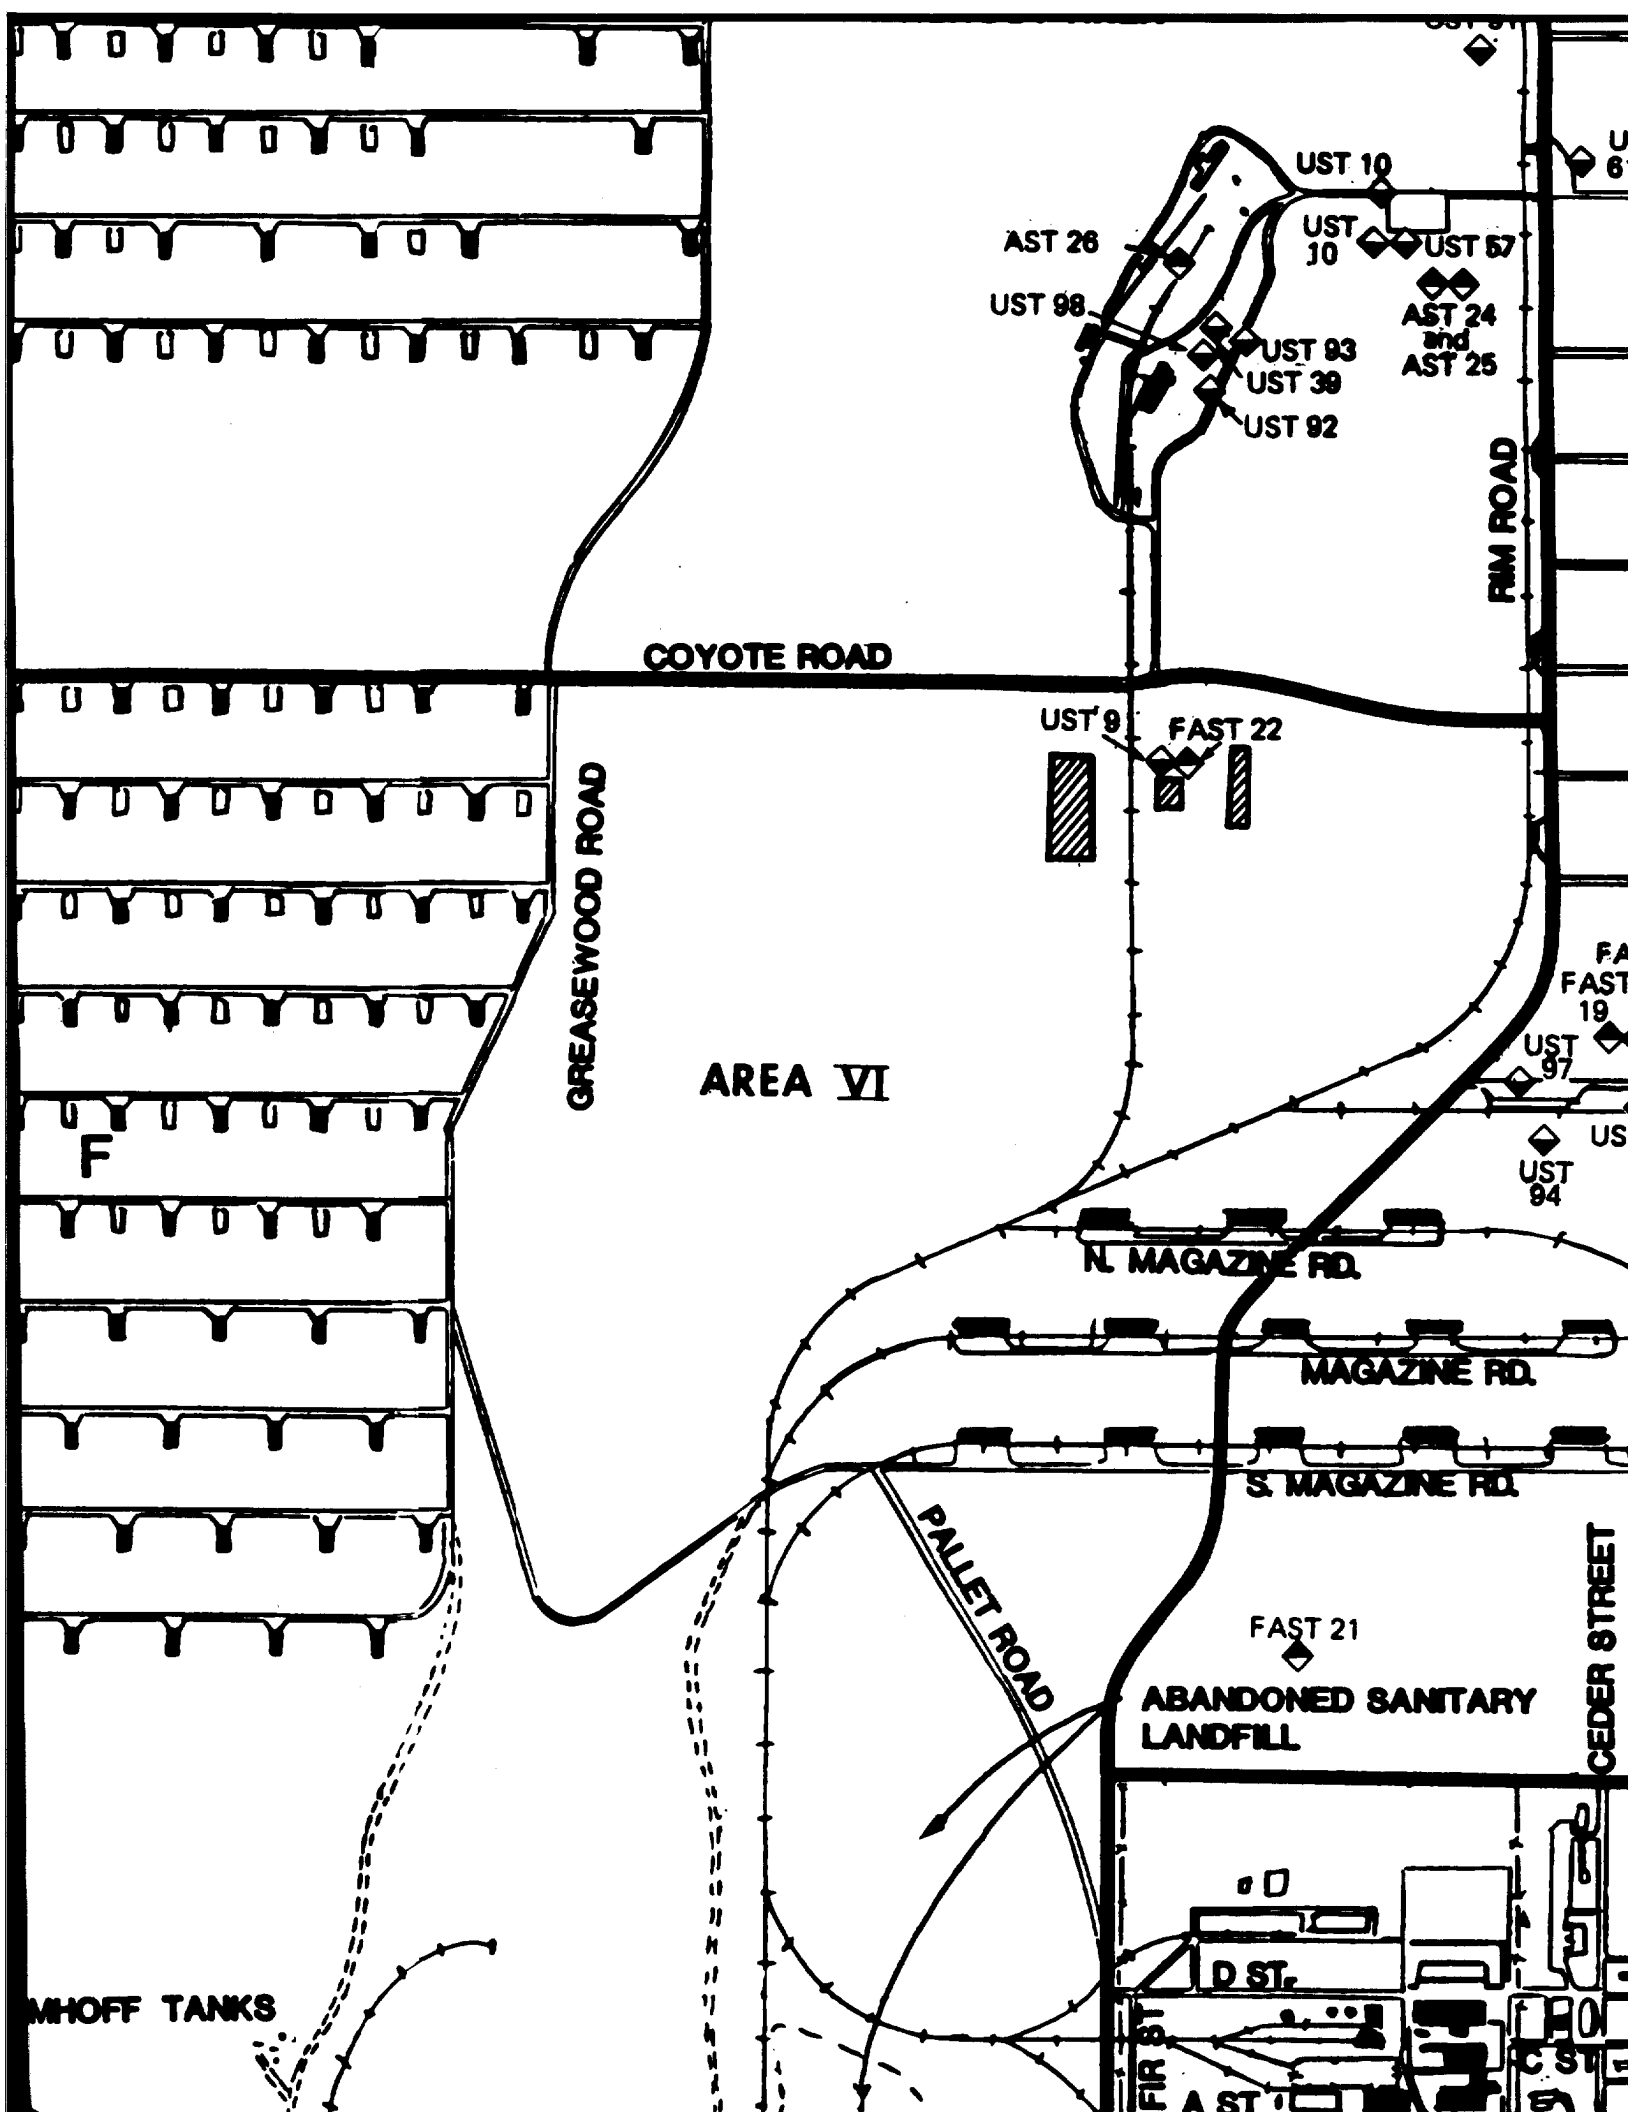 UST 10
UST
10
UST 57
AST 26
UST 98
AST 24
and
AST 25
UST 93
UST 39
UST 92
RIM ROAD
COYOTE ROAD
UST 9
FAST 22
GREASEWOOD ROAD
FAST
19
UST
97
AREA VI
F
UST
94
N. MAGAZINE RD.
MAGAZINE RD.
S. MAGAZINE RD.
PALLET ROAD
CEDER STREET
FAST 21
ABANDONED SANITARY
LANDFILL
D ST.
MHOFF TANKS
FIR ST
C ST
A ST